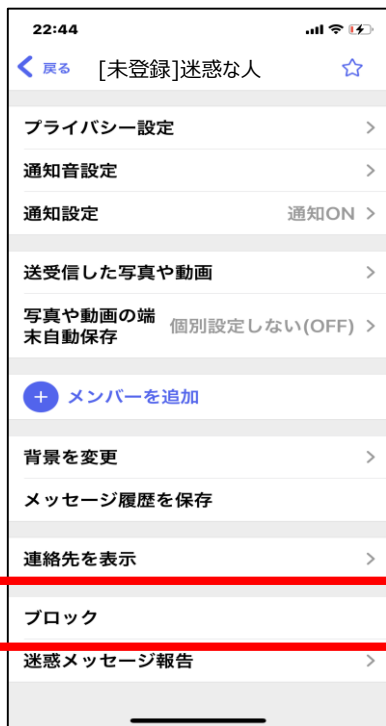 22:44
戻る [未登録]迷惑な人
プライバシー設定
通知音設定
通知設定 通知ON
送受信した写真や動画
写真や動画の端
末自動保存 個別設定しない(OFF)
メンバーを追加
背景を変更
メッセージ履歴を保存
連絡先を表示
ブロック
迷惑メッセージ報告